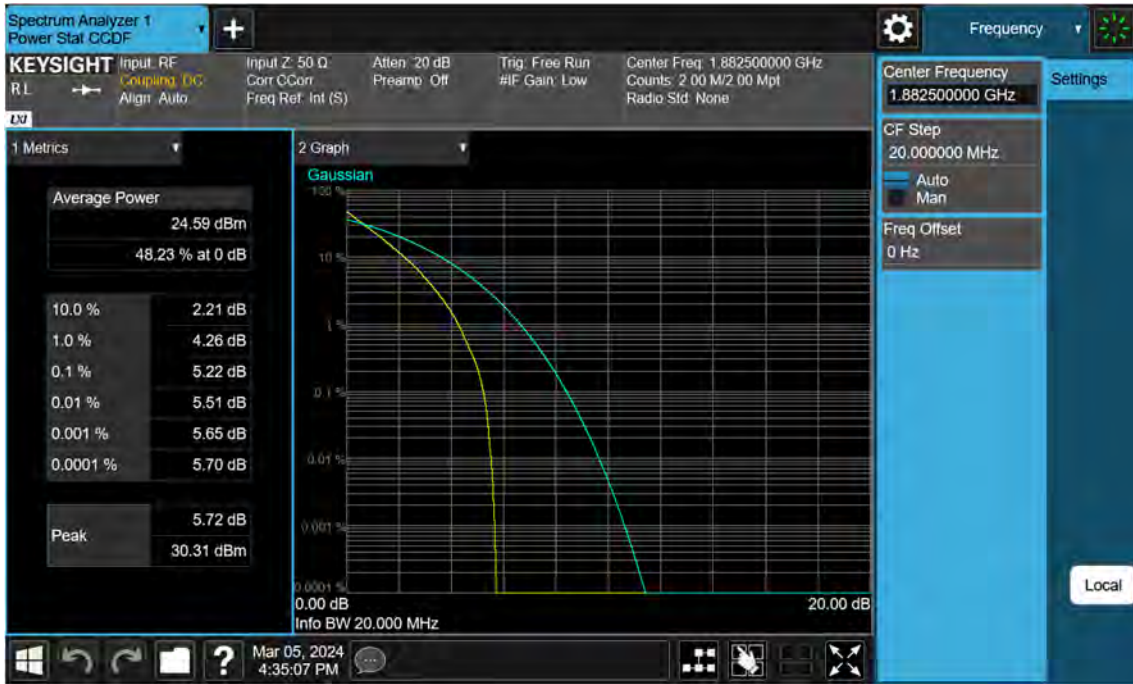 Spectrum Analyzer 1
Power Stat CCDF
+
Frequency
KEYSIGHT
Input: RF
Input Z: 50 Ω
Atten: 20 dB
Trig: Free Run
Center Freq: 1.882500000 GHz
RL
Coupling: DC
Corr CCorr
Preamp: Off
#IF Gain: Low
Counts: 2.00 M/2.00 Mpt
Align: Auto
Freq Ref: Int (S)
Radio Std: None
LXI
Center Frequency
1.882500000 GHz
Settings
CF Step
20.000000 MHz
Auto
Man
Freq Offset
0 Hz
Local
1 Metrics
Average Power
24.59 dBm
48.23 % at 0 dB
10.0 % 2.21 dB
1.0 % 4.26 dB
0.1 % 5.22 dB
0.01 % 5.51 dB
0.001 % 5.65 dB
0.0001 % 5.70 dB
Peak
5.72 dB
30.31 dBm
2 Graph
Gaussian
100 %
10 %
1 %
0.1 %
0.01 %
0.001 %
0.0001 %
0.00 dB
20.00 dB
Info BW 20.000 MHz
?
Mar 05, 2024
4:35:07 PM